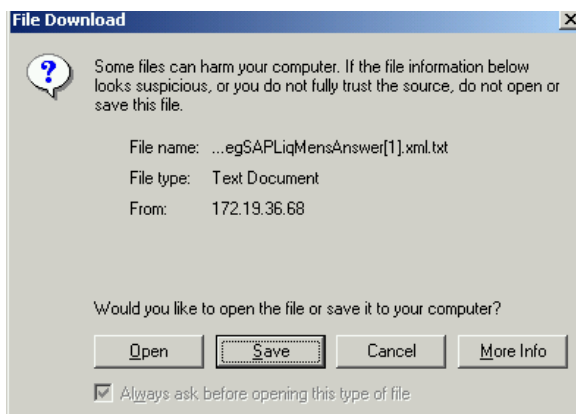 File Download
Some files can harm your computer. If the file information below
looks suspicious, or you do not fully trust the source, do not open or
save this file.
File name: ...egSAPLiqMensAnswer[1].xml.txt
File type: Text Document
From: 172.19.36.68
Would you like to open the file or save it to your computer?
Open Save Cancel More Info
Always ask before opening this type of file